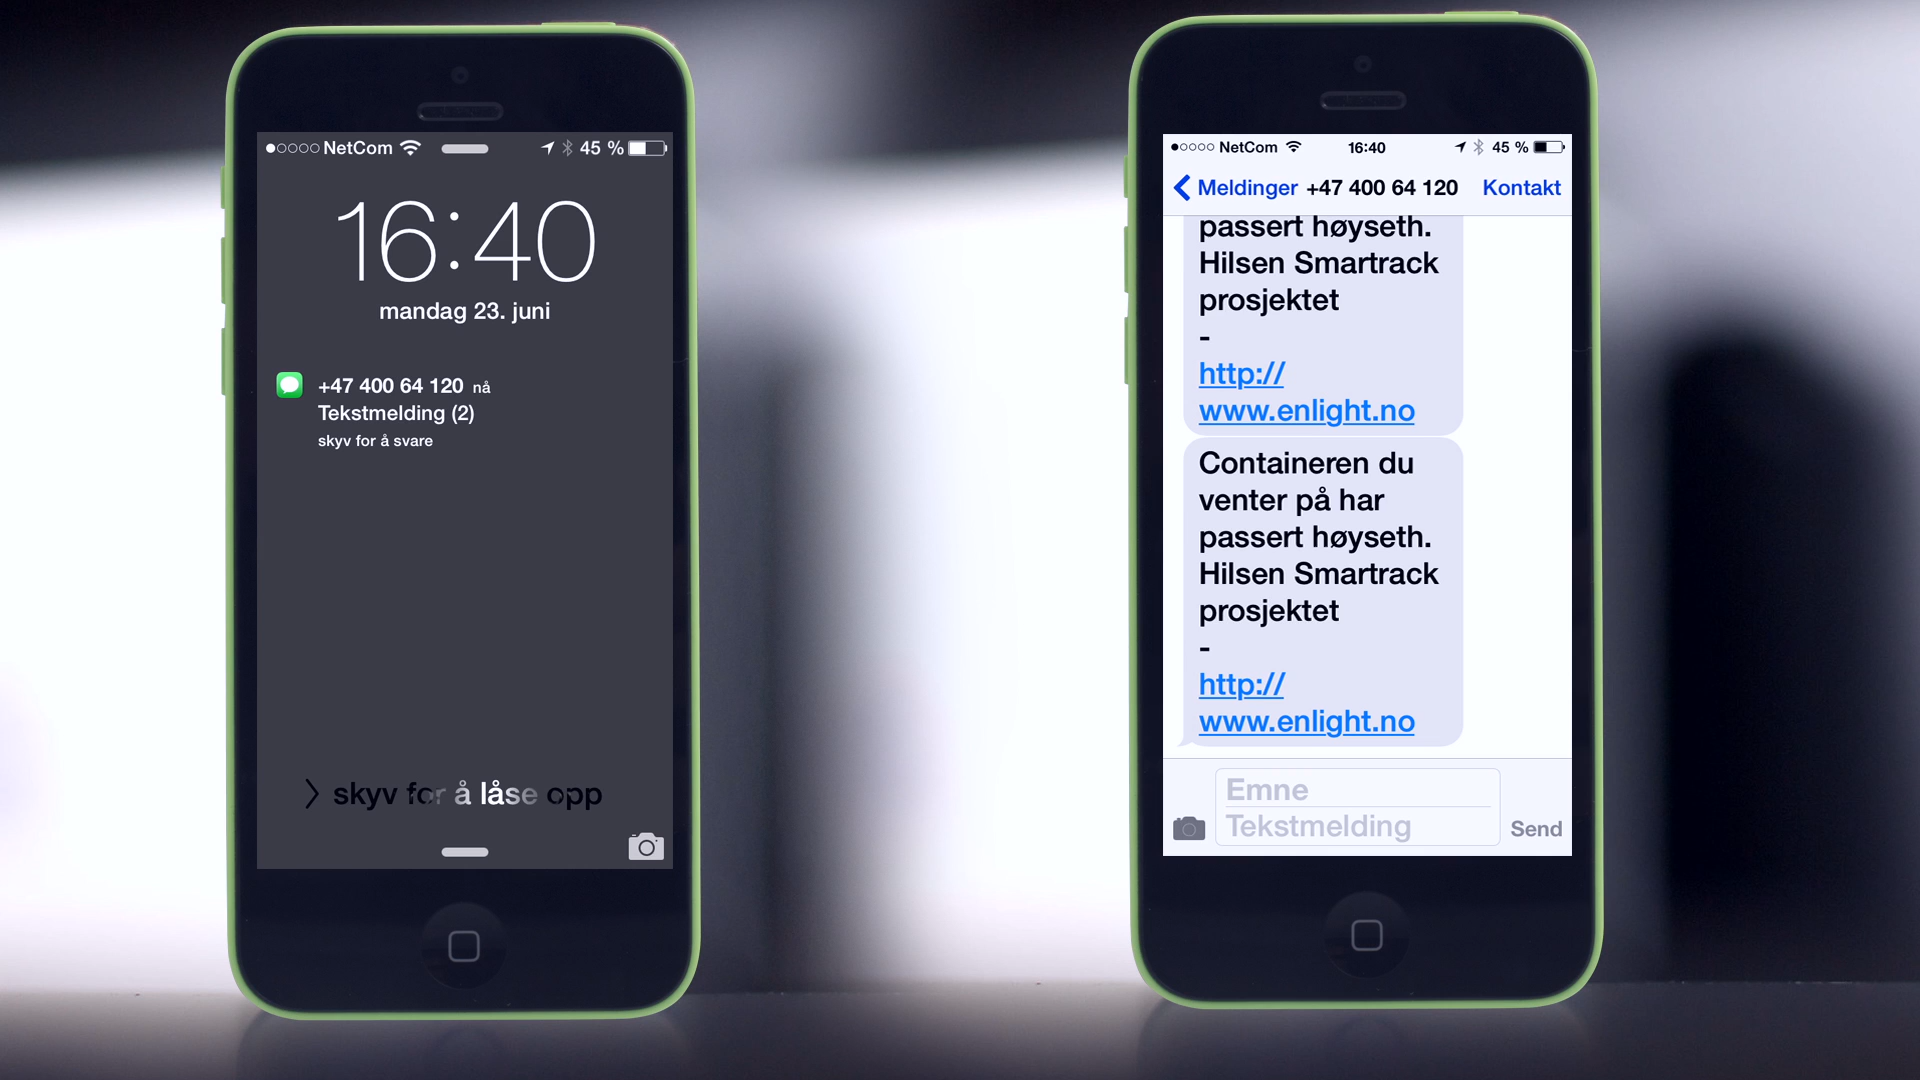 NetCom 45 %
16:40
mandag 23. juni
+47 400 64 120 nå
Tekstmelding (2)
skyv for å svare
skyv for å låse opp
NetCom 16:40 45 %
Meldinger +47 400 64 120 Kontakt
passert høyseth.
Hilsen Smartrack
prosjektet
-
http://
www.enlight.no
Containeren du
venter på har
passert høyseth.
Hilsen Smartrack
prosjektet
-
http://
www.enlight.no
Emne
Tekstmelding
Send